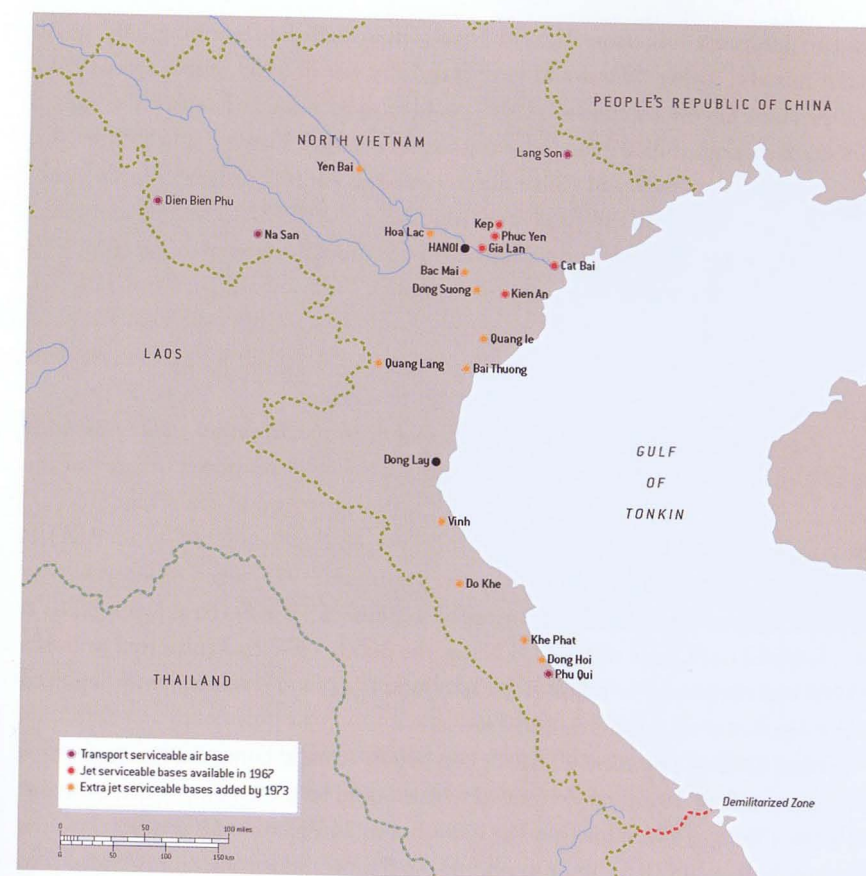 PEOPLE'S REPUBLIC OF CHINA
NORTH VIETNAM
Lang Son
Yen Bai
Dien Bien Phu
Na San
Kep
Hoa Lac
Phuc Yen
HANOI
Gia Lan
Cat Bai
Bac Mai
Dong Suong
Kien An
Quang le
LAOS
Quang Lang
Bai Thuong
GULF
OF
TONKIN
Dong Lay
Vinh
Do Khe
Khe Phat
Dong Hoi
Phu Qui
THAILAND
Transport serviceable air base
Jet serviceable bases available in 1967
Extra jet serviceable bases added by 1973
Demilitarized Zone
0 50 100 miles
0 50 100 150 km